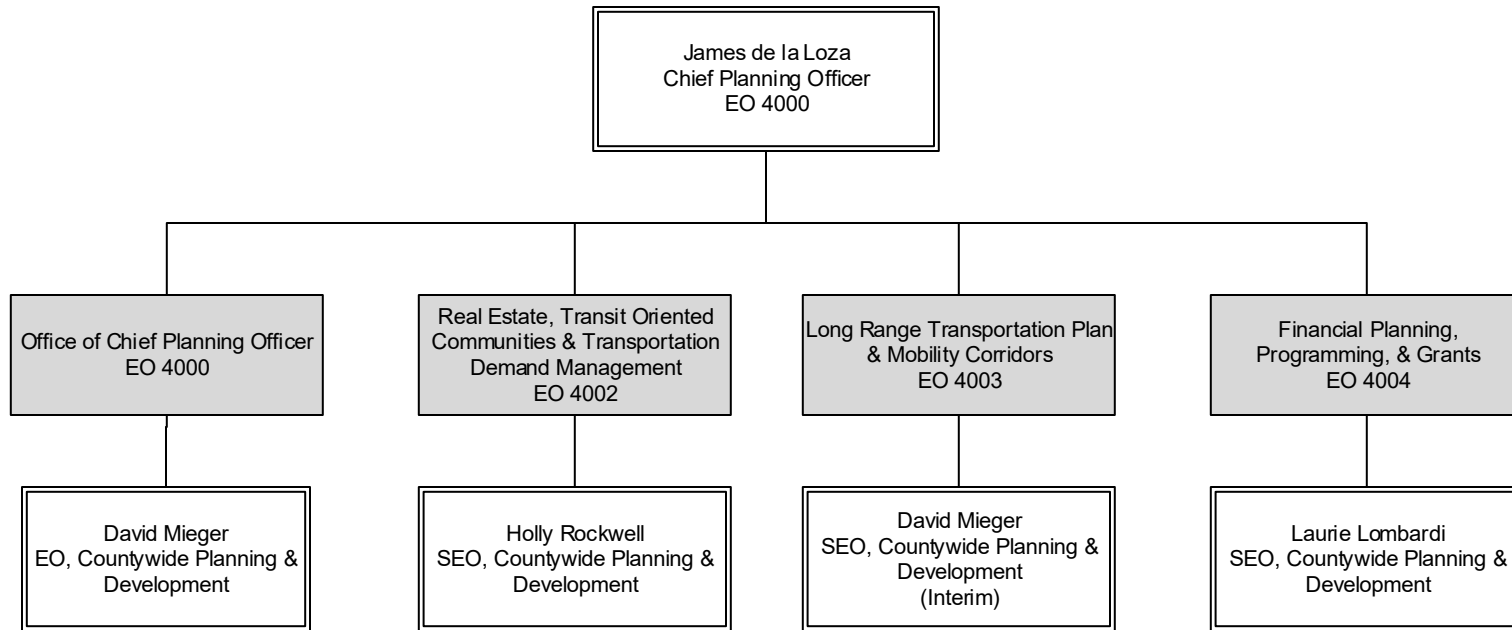 James de la Loza
Chief Planning Officer
EO 4000
Office of Chief Planning Officer
EO 4000
Real Estate, Transit Oriented
Communities & Transportation
Demand Management
EO 4002
Long Range Transportation Plan
& Mobility Corridors
EO 4003
Financial Planning,
Programming, & Grants
EO 4004
David Mieger
EO, Countywide Planning &
Development
Holly Rockwell
SEO, Countywide Planning &
Development
David Mieger
SEO, Countywide Planning &
Development
(Interim)
Laurie Lombardi
SEO, Countywide Planning &
Development